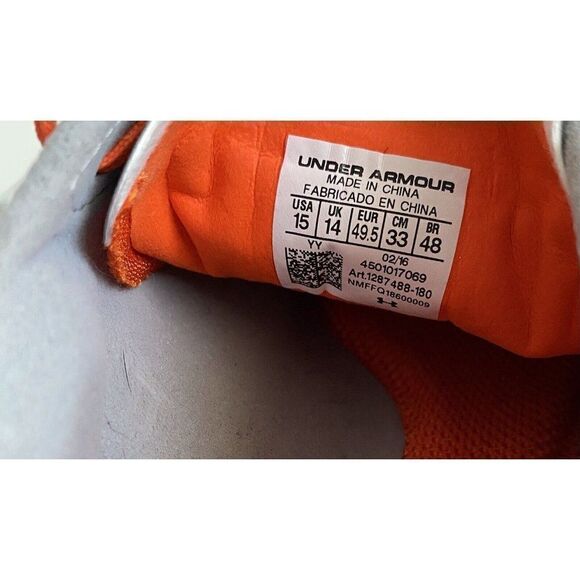 UNDER ARMOUR
MADE IN CHINA
FABRICADO EN CHINA
USA UK EUR CM BR
15 14 49.5 33 48
YY
02/16
4501017069
Art.1287488-180
NMFFQ18600009